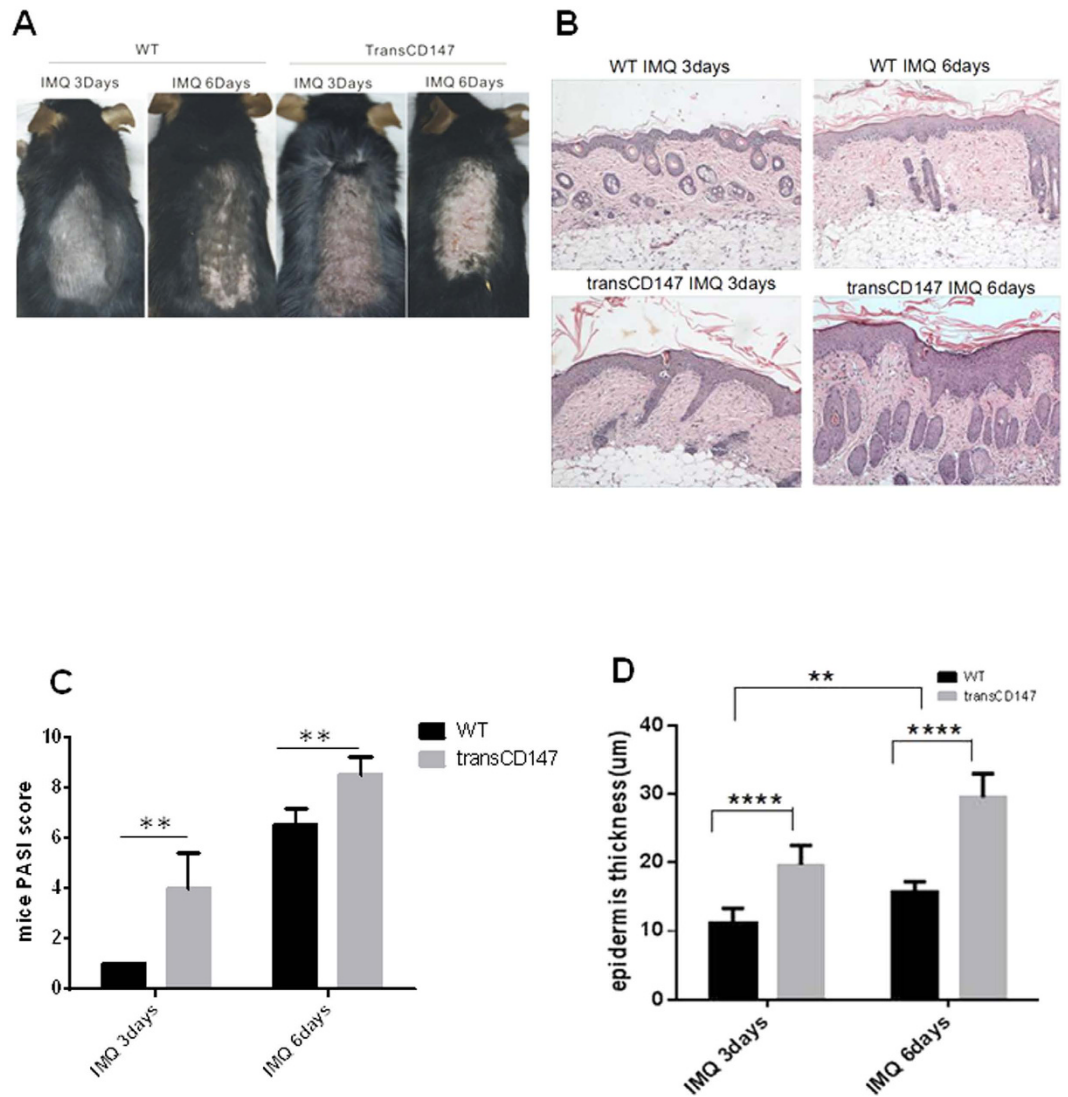 A
WT
TransCD147
IMQ 3Days
IMQ 6Days
IMQ 3Days
IMQ 6Days
B
WT IMQ 3days
WT IMQ 6days
transCD147 IMQ 3days
transCD147 IMQ 6days
C
WT
transCD147
mice PASI score
10
8
6
4
2
0
**
**
IMQ 3days
IMQ 6days
D
WT
transCD147
epidermis thickness(um)
40
30
20
10
0
**
****
****
IMQ 3days
IMQ 6days